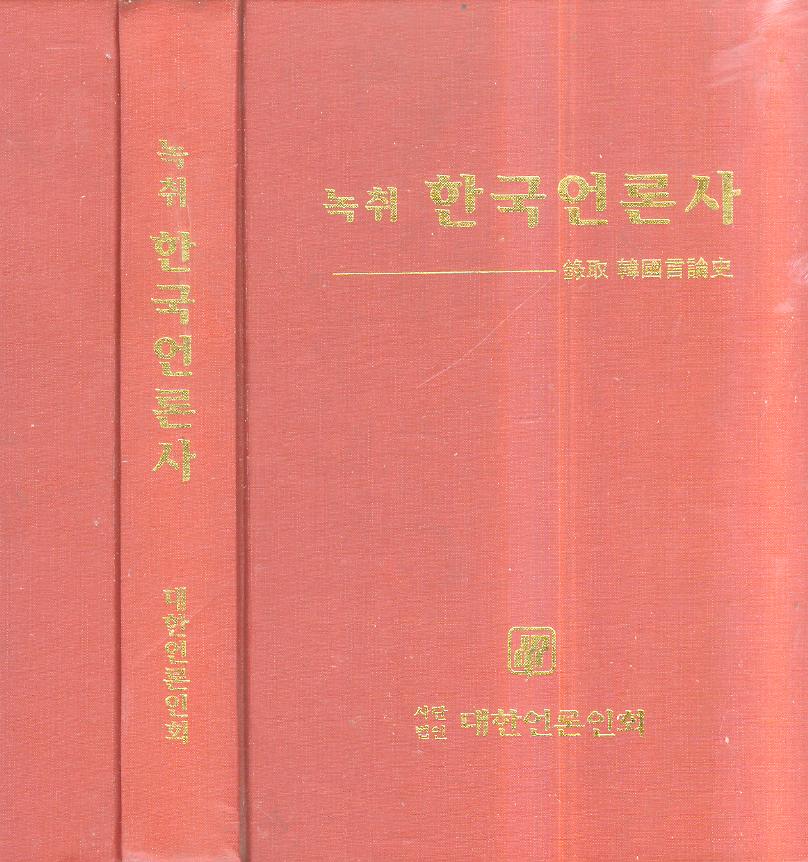 녹취 한국언론사
대한언론인회
녹취 한국언론사
錄取 韓國言論史
사단
법인 대한언론인회